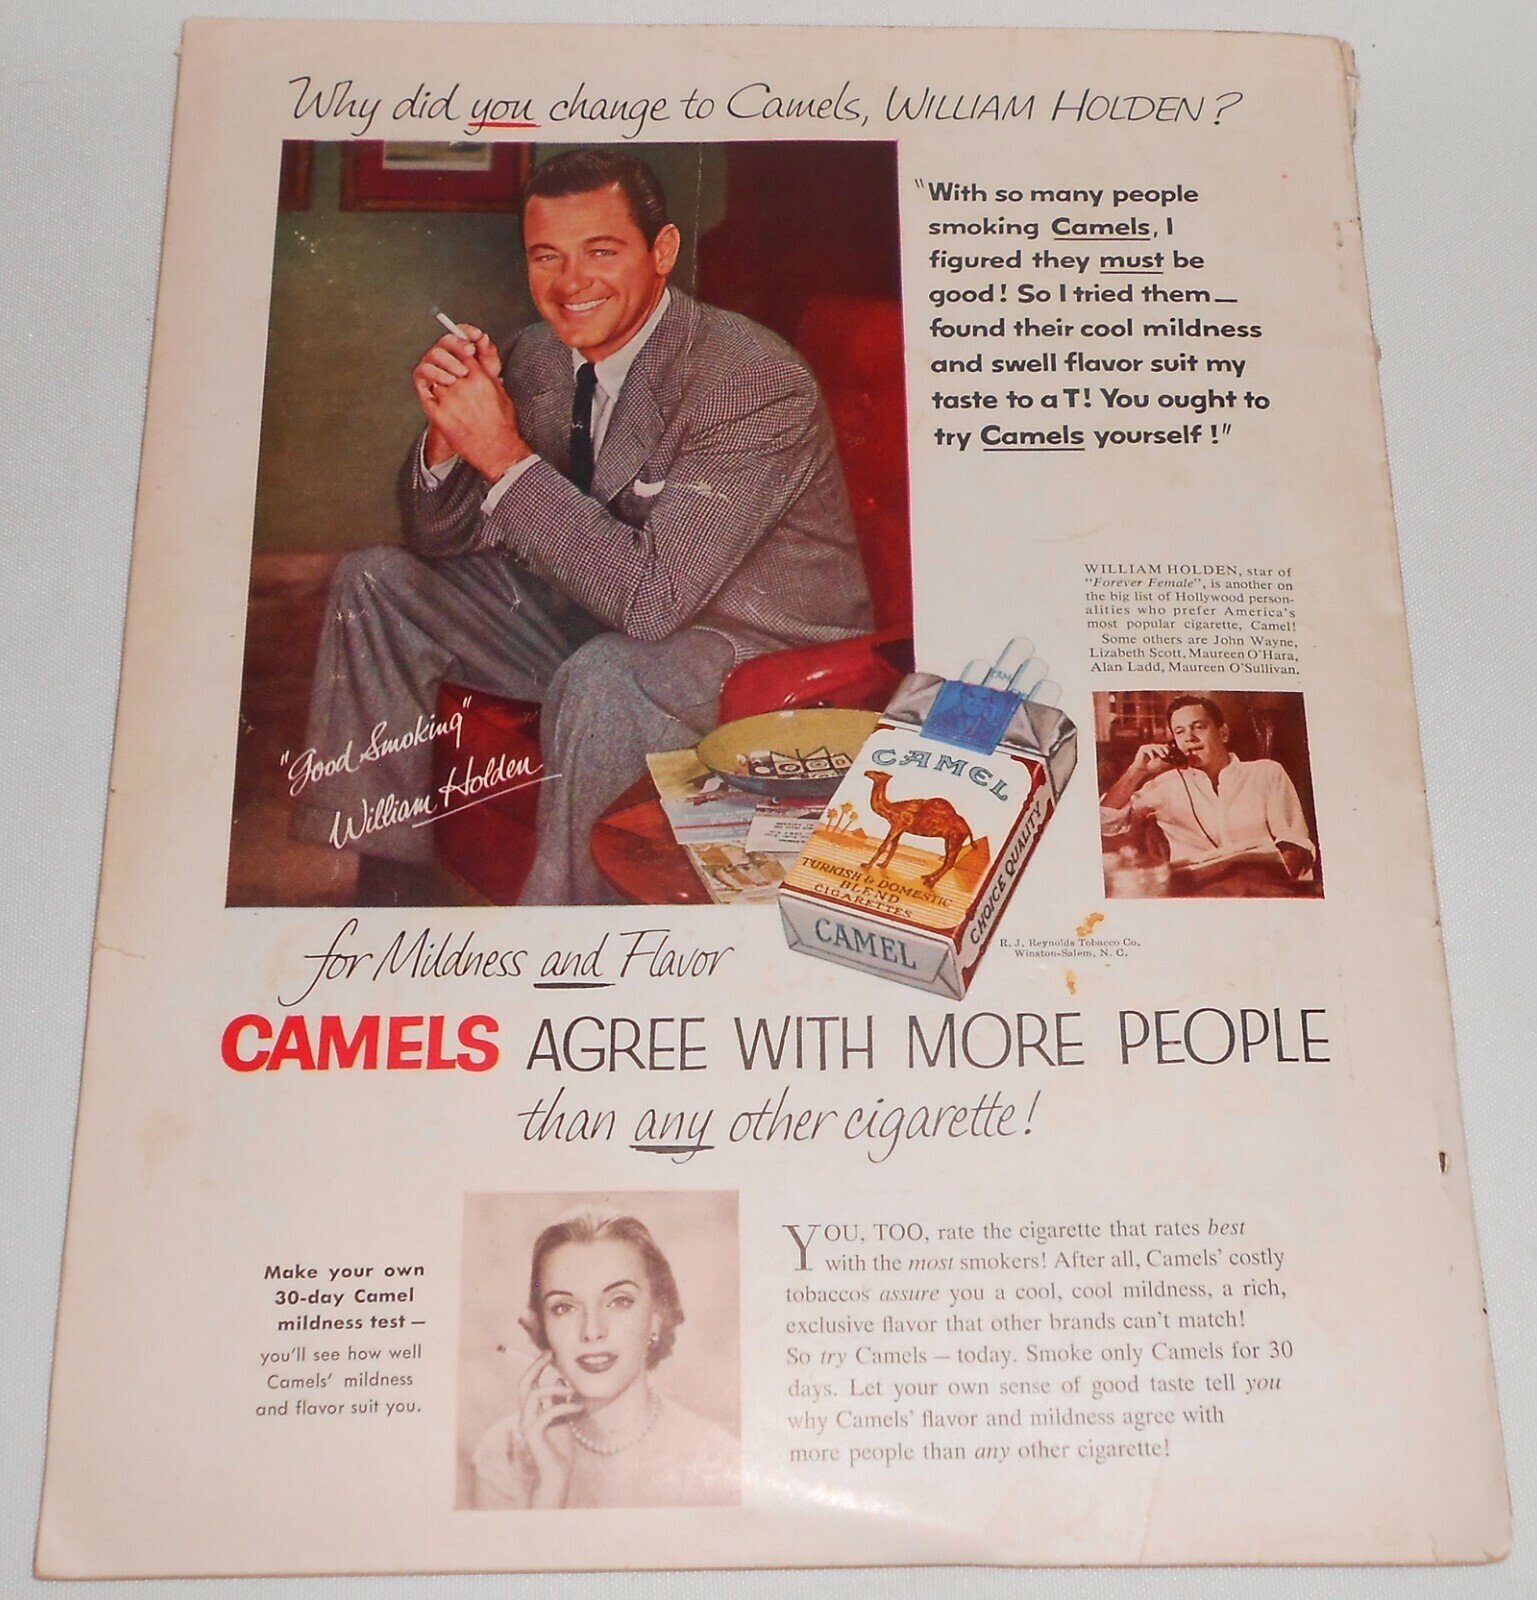 Why did you change to Camels, WILLIAM HOLDEN?
"With so many people
smoking Camels, I
figured they must be
good! So I tried them—
found their cool mildness
and swell flavor suit my
taste to a T! You ought to
try Camels yourself!"
WILLIAM HOLDEN, star of
"Forever Female", is another on
the big list of Hollywood person-
alities who prefer America's
most popular cigarette, Camel!
Some others are John Wayne,
Lizabeth Scott, Maureen O'Hara,
Alan Ladd, Maureen O'Sullivan.
"Good Smoking"
William Holden
CAMEL
TURKISH & DOMESTIC
BLEND
CIGARETTES
CHOICE QUALITY
CAMEL
R. J. Reynolds Tobacco Co.,
Winston-Salem, N. C.
for Mildness and Flavor
CAMELS AGREE WITH MORE PEOPLE
than any other cigarette!
Make your own
30-day Camel
mildness test—
you'll see how well
Camels' mildness
and flavor suit you.
YOU, TOO, rate the cigarette that rates best
with the most smokers! After all, Camels' costly
tobaccos assure you a cool, cool mildness, a rich,
exclusive flavor that other brands can't match!
So try Camels — today. Smoke only Camels for 30
days. Let your own sense of good taste tell you
why Camels' flavor and mildness agree with
more people than any other cigarette!